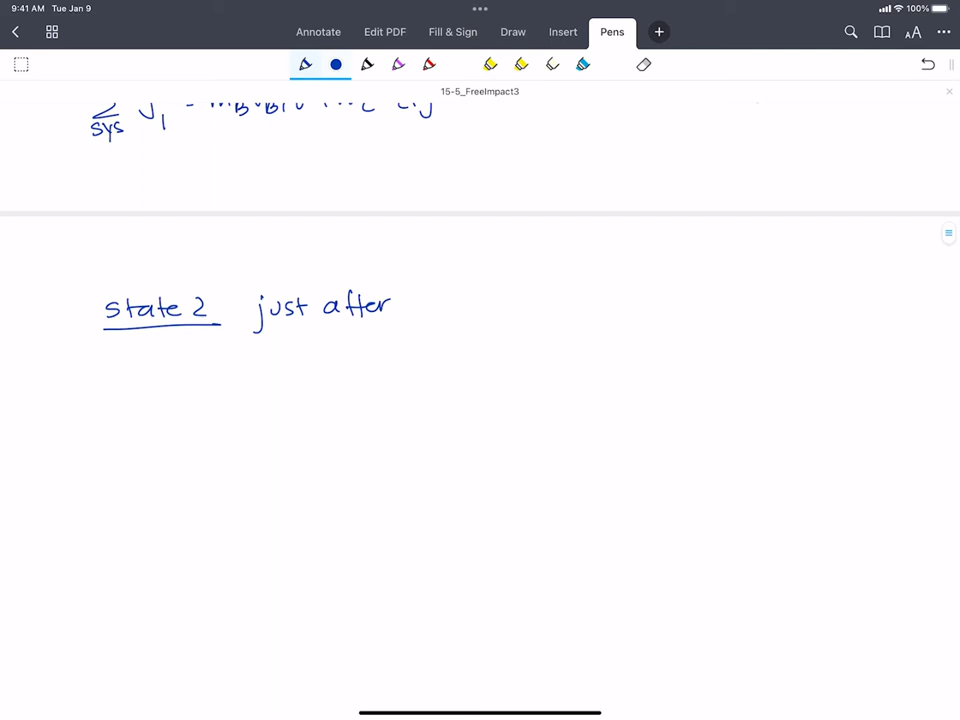 9:41 AM Tue Jan 9
100%
Annotate Edit PDF Fill & Sign Draw Insert Pens
AA
15-5_FreeImpact3
sys
state 2 just after